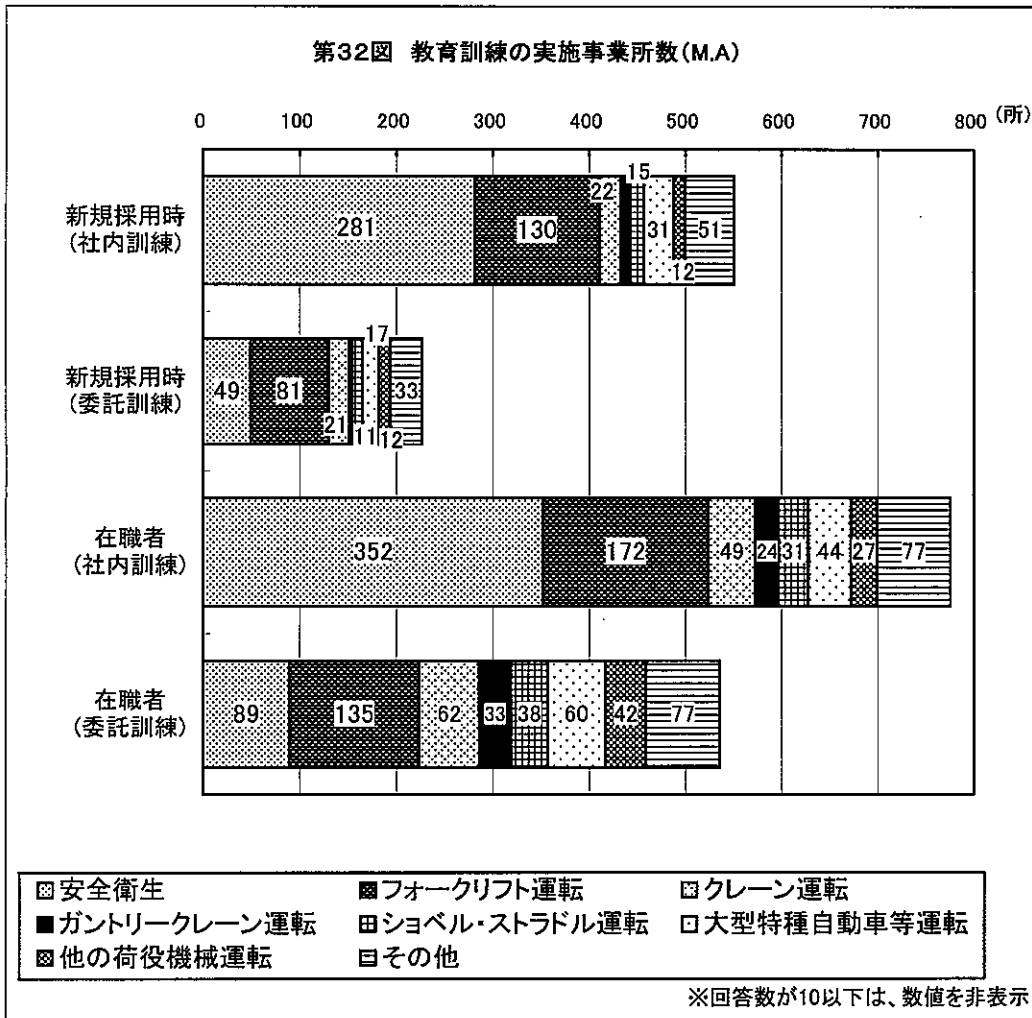 第32図 教育訓練の実施事業所数(M.A)
0 100 200 300 400 500 600 700 800 (所)
新規採用時
(社内訓練)
281 130 22 15 31 12 51
新規採用時
(委託訓練)
49 81 21 11 17 12 33
在職者
(社内訓練)
352 172 49 24 31 44 27 77
在職者
(委託訓練)
89 135 62 33 38 60 42 77
安全衛生 フォークリフト運転 クレーン運転
ガントリークレーン運転 ショベル・ストラドル運転 大型特種自動車等運転
他の荷役機械運転 その他
※回答数が10以下は、数値を非表示